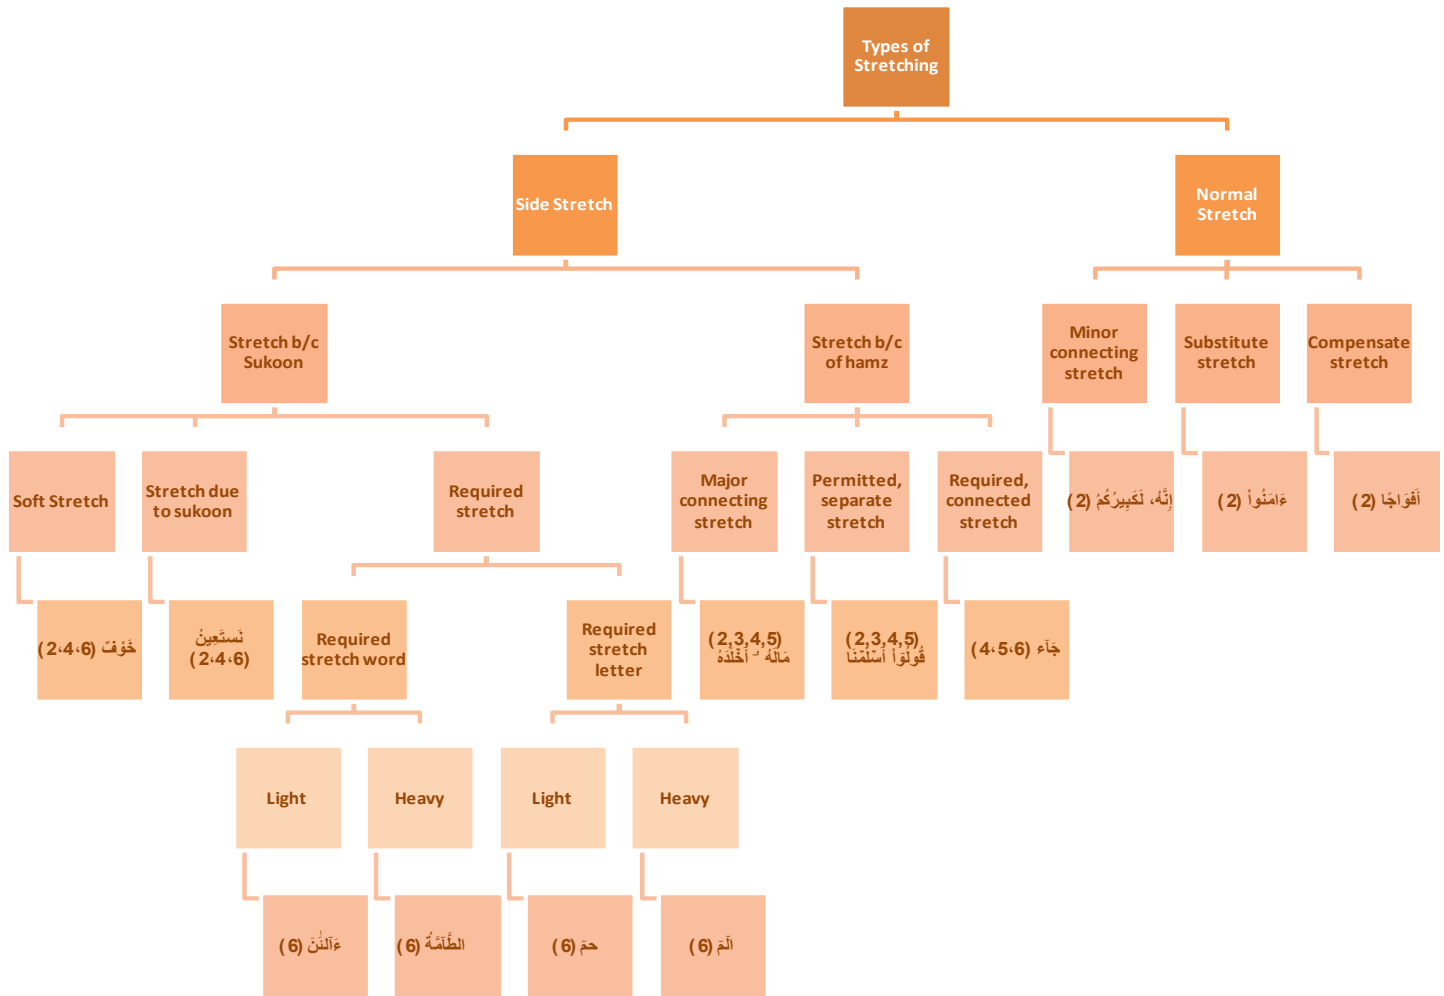 Types of
Stretching
Side Stretch
Normal
Stretch
Stretch b/c
Sukoon
Stretch b/c
of hamz
Minor
connecting
stretch
Substitute
stretch
Compensate
stretch
Soft Stretch
Stretch due
to sukoon
Required
stretch
Major
connecting
stretch
Permitted,
separate
stretch
Required,
connected
stretch
إِنَّهُ، لَكَبِيرُكُمُ (2)
ءَامَنُواْ (2)
أَفْوَاجًا (2)
خَوْفٌ (2،4،6)
نَستَعِينُ
(2،4،6)
Required
stretch word
Required
stretch
letter
(2,3,4,5)
مَالَهُ ۤ أَخْلَدَهُ
(2,3,4,5)
قُولُوٓاْ أَسْلَمْنَا
جَآء (4،5،6)
Light
Heavy
Light
Heavy
ءَآلـَٰٔنَ (6)
الطَّآمَّةُ (6)
حمٓ (6)
الٓمٓ (6)